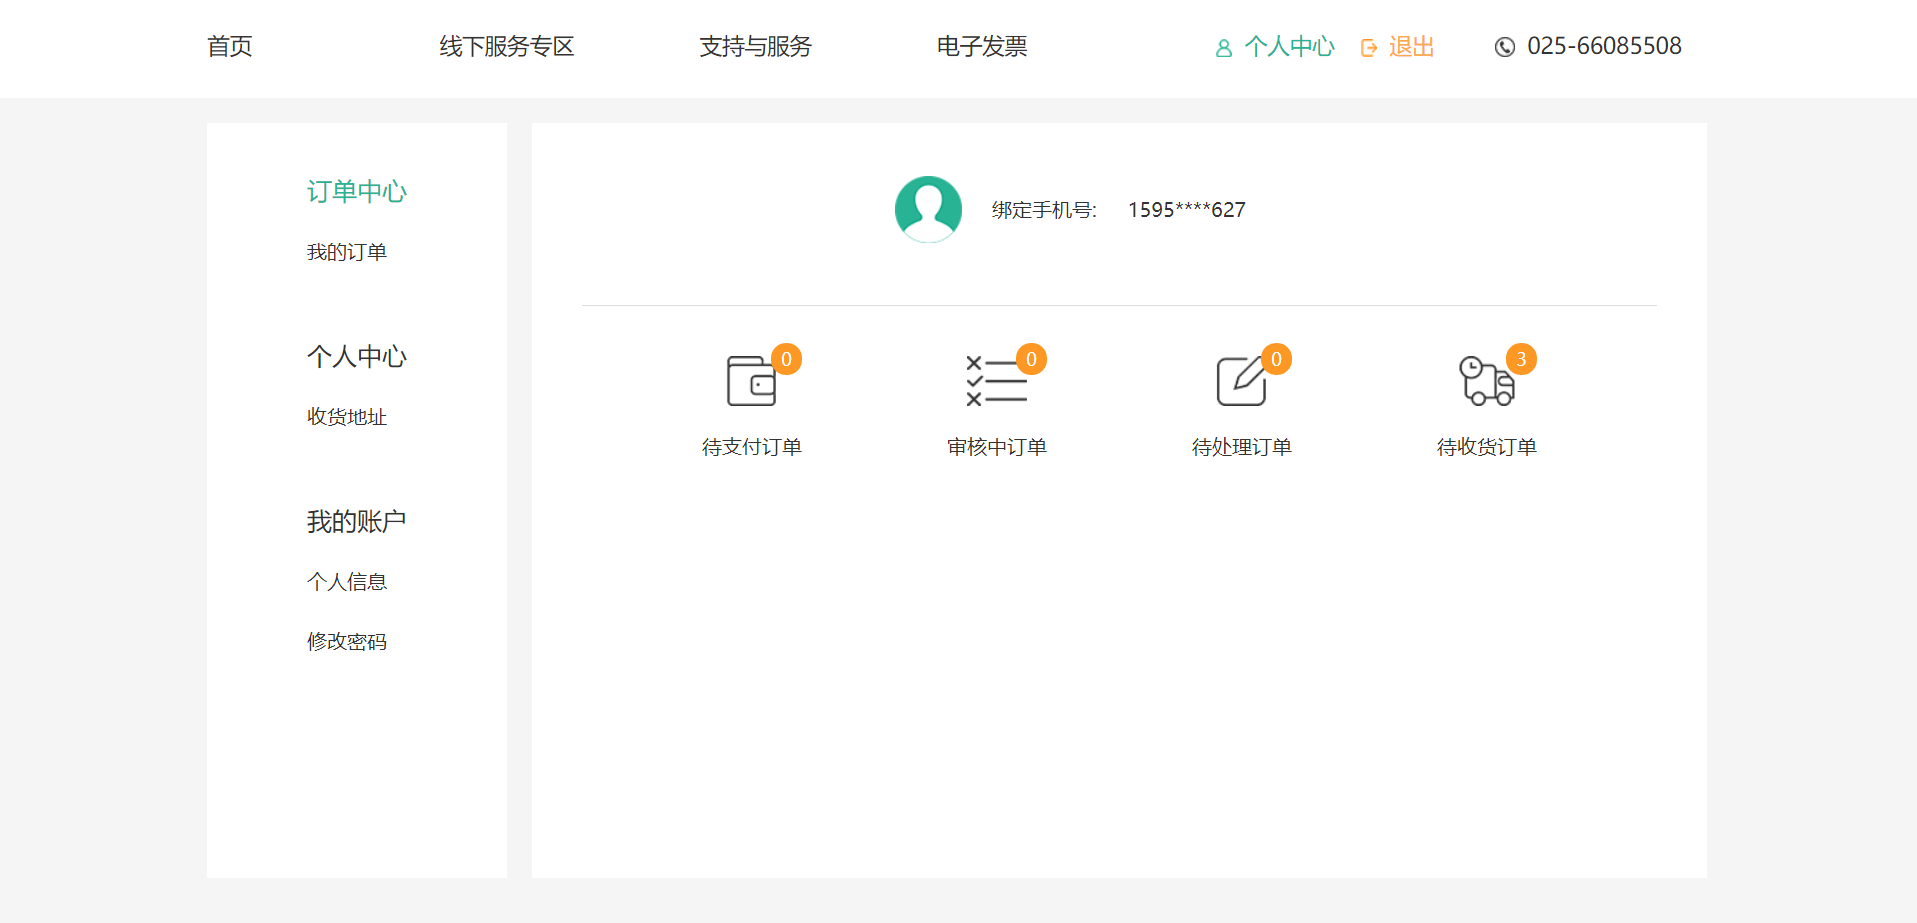 首页 线下服务专区 支持与服务 电子发票 个人中心 退出 025-66085508
订单中心
我的订单
个人中心
收货地址
我的账户
个人信息
修改密码
绑定手机号: 1595****627
0 0 0 3
待支付订单 审核中订单 待处理订单 待收货订单